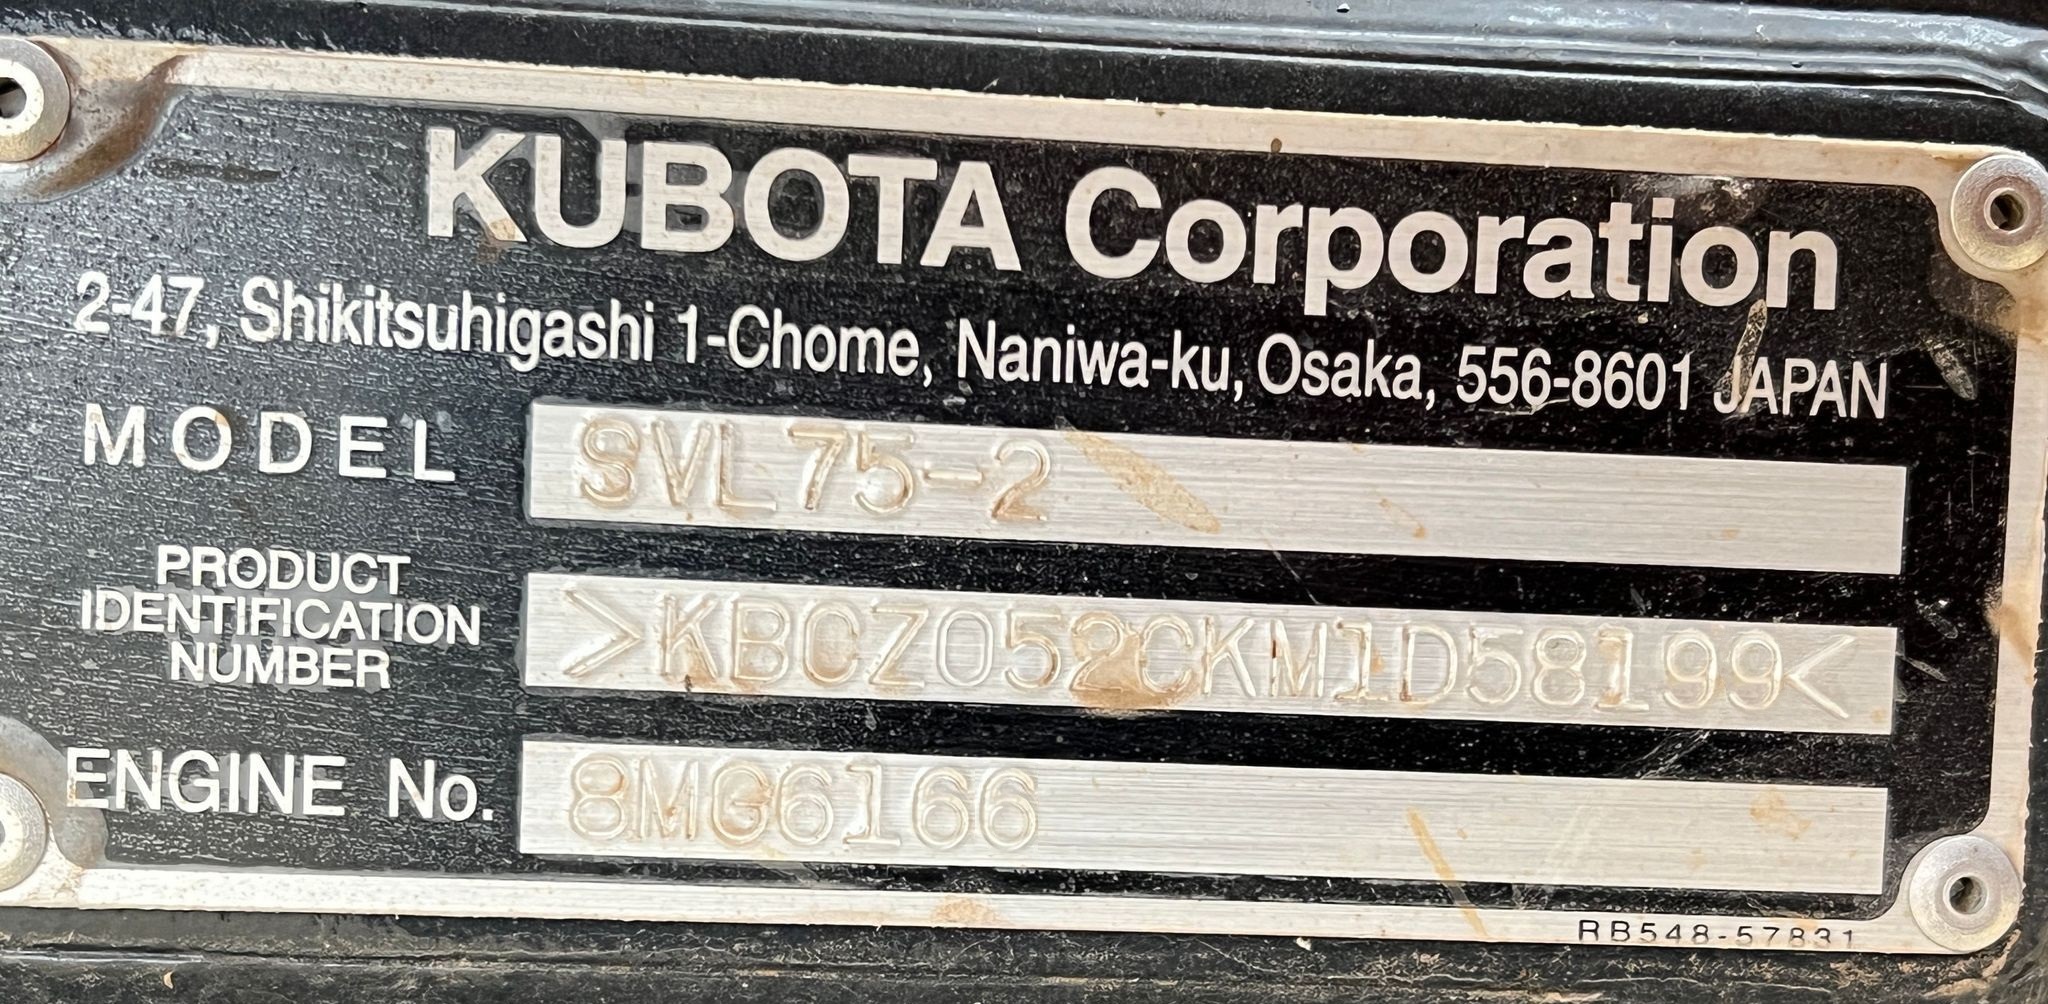 KUBOTA Corporation
2-47, Shikitsuhigashi 1-Chome, Naniwa-ku, Osaka, 556-8601 JAPAN
MODEL SVL75-2
PRODUCT
IDENTIFICATION
NUMBER
>KBCZ052CKM1D58199<
ENGINE No. 8MG6166
RB548-57831